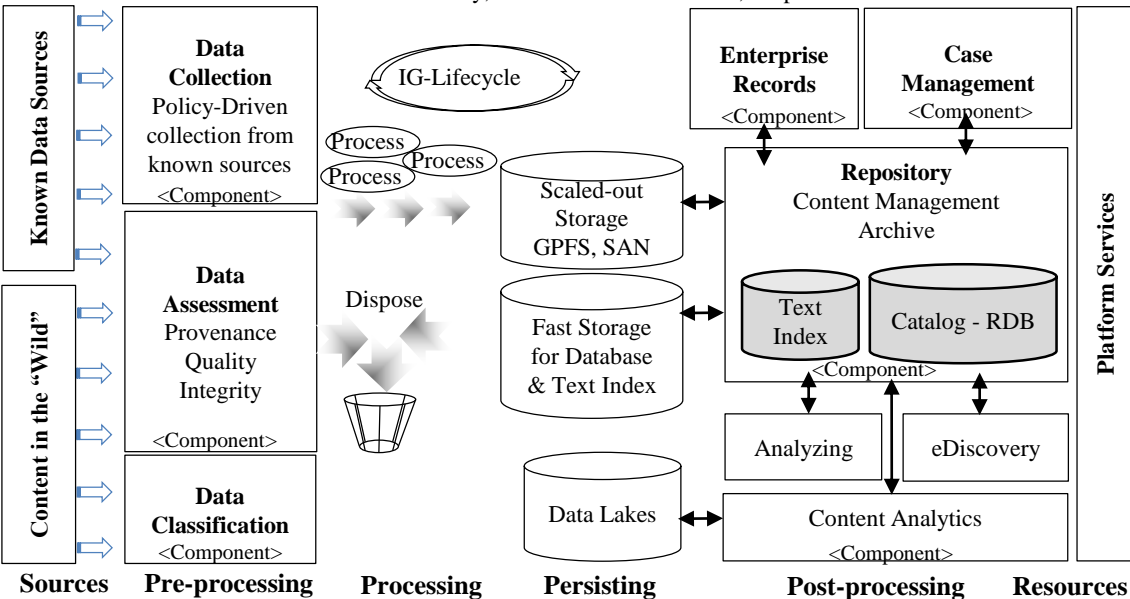 Known Data Sources
Content in the “Wild”
Data
Collection
Policy-Driven
collection from
known sources
<Component>
Data
Assessment
Provenance
Quality
Integrity
<Component>
Data
Classification
<Component>
IG-Lifecycle
Process
Process
Process
Dispose
Scaled-out
Storage
GPFS, SAN
Fast Storage
for Database
& Text Index
Data Lakes
Enterprise
Records
<Component>
Case
Management
<Component>
Repository
Content Management
Archive
Text
Index
Catalog - RDB
<Component>
Analyzing
eDiscovery
Content Analytics
<Component>
Platform Services
Sources
Pre-processing
Processing
Persisting
Post-processing
Resources